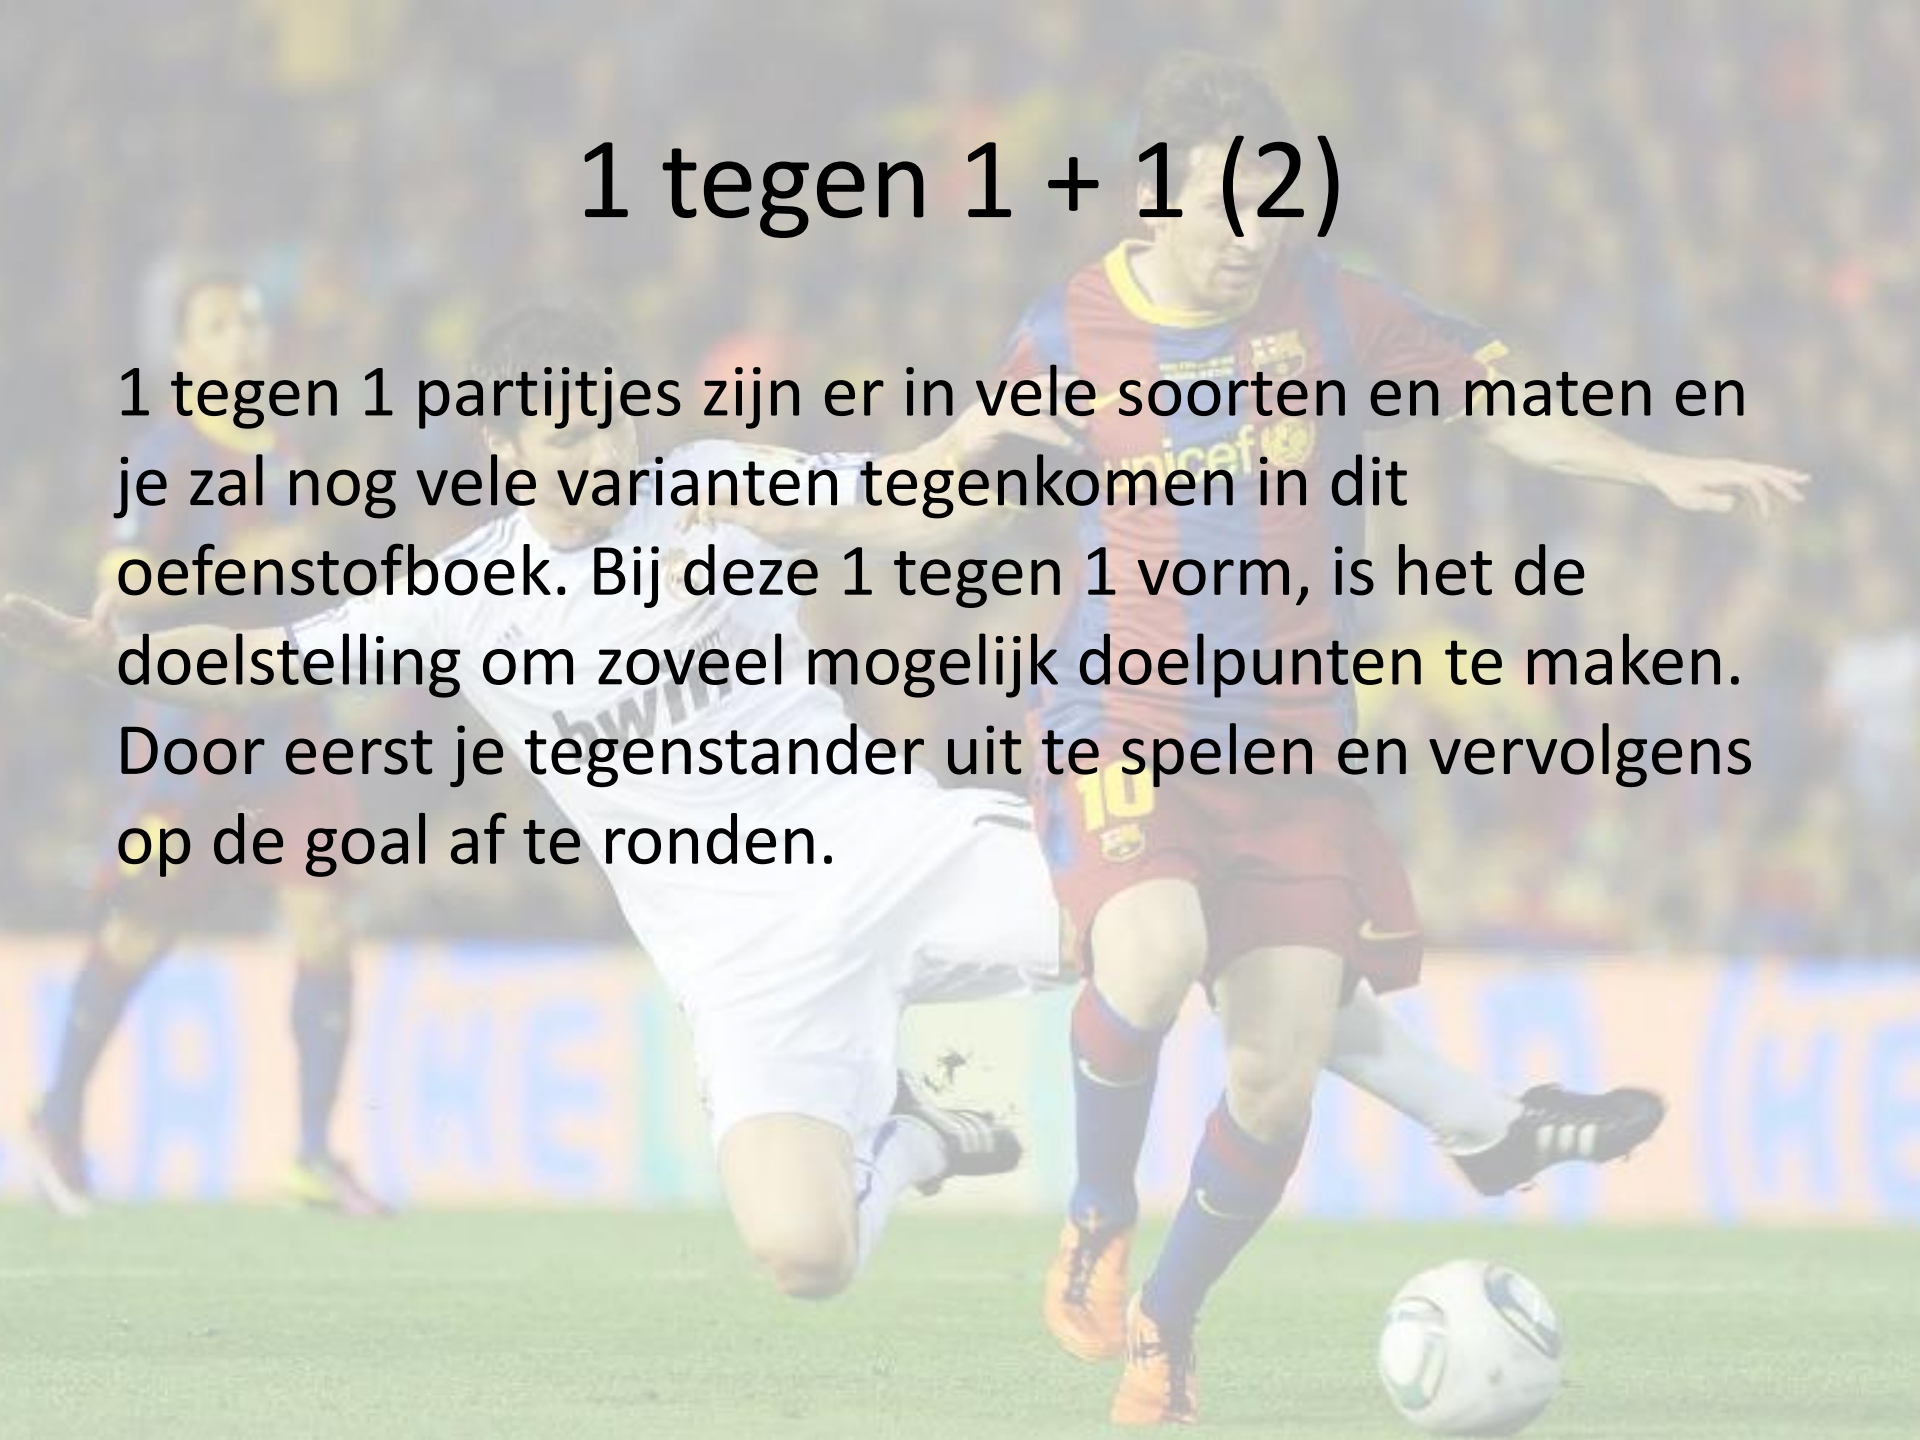 1 tegen 1 + 1 (2)
1 tegen 1 partijtjes zijn er in vele soorten en maten en
je zal nog vele varianten tegenkomen in dit
oefenstofboek. Bij deze 1 tegen 1 vorm, is het de
doelstelling om zoveel mogelijk doelpunten te maken.
Door eerst je tegenstander uit te spelen en vervolgens
op de goal af te ronden.
unicef
bwin
10